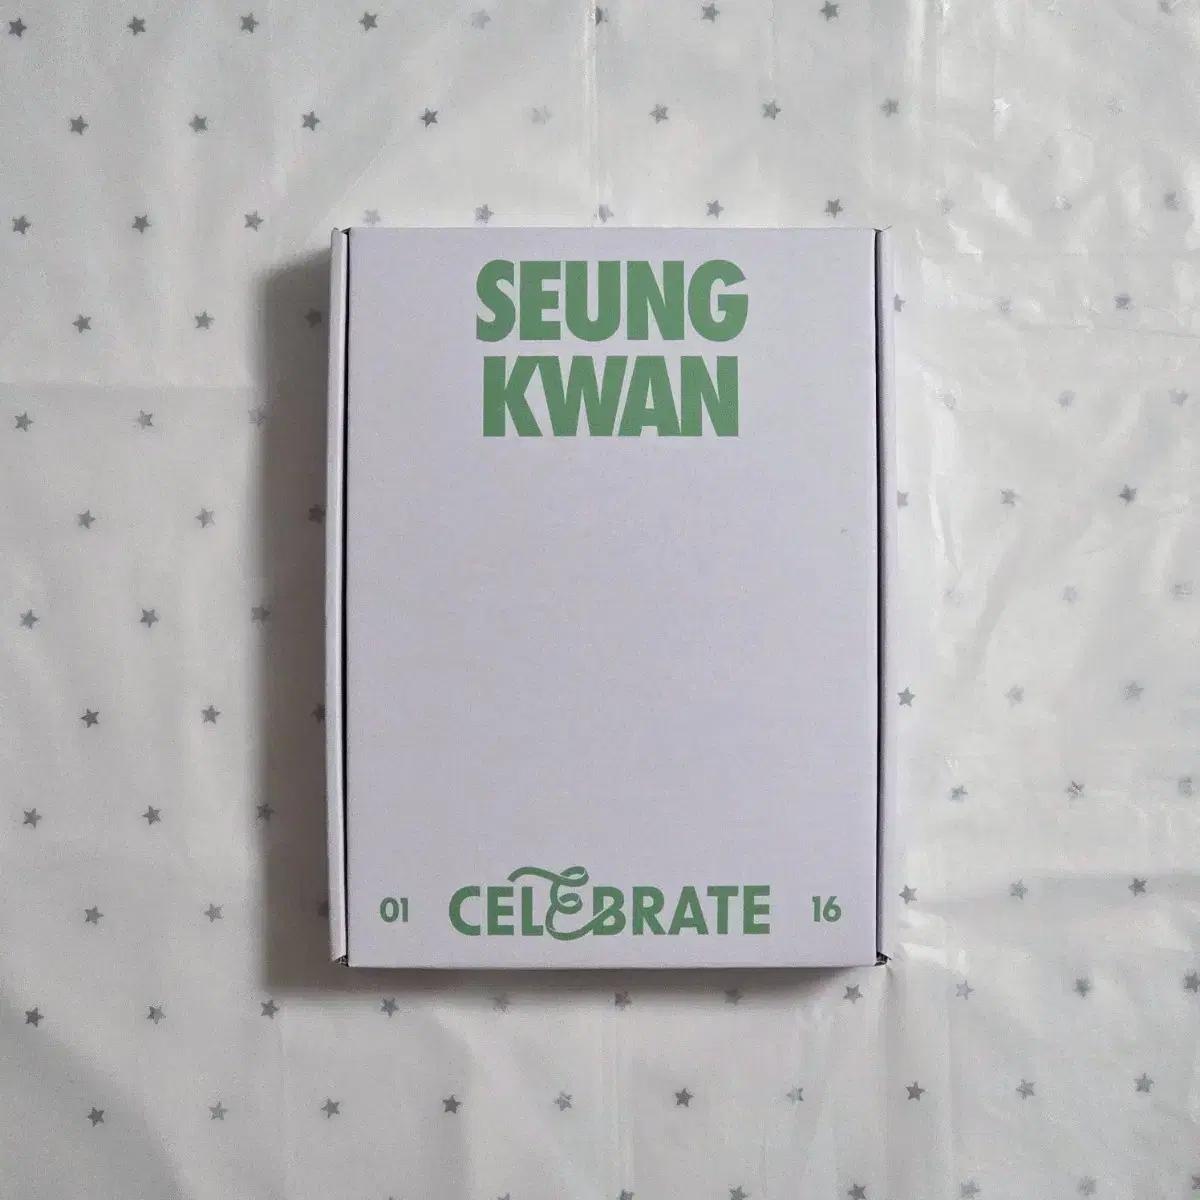 SEUNG
KWAN
01 CELEBRATE 16